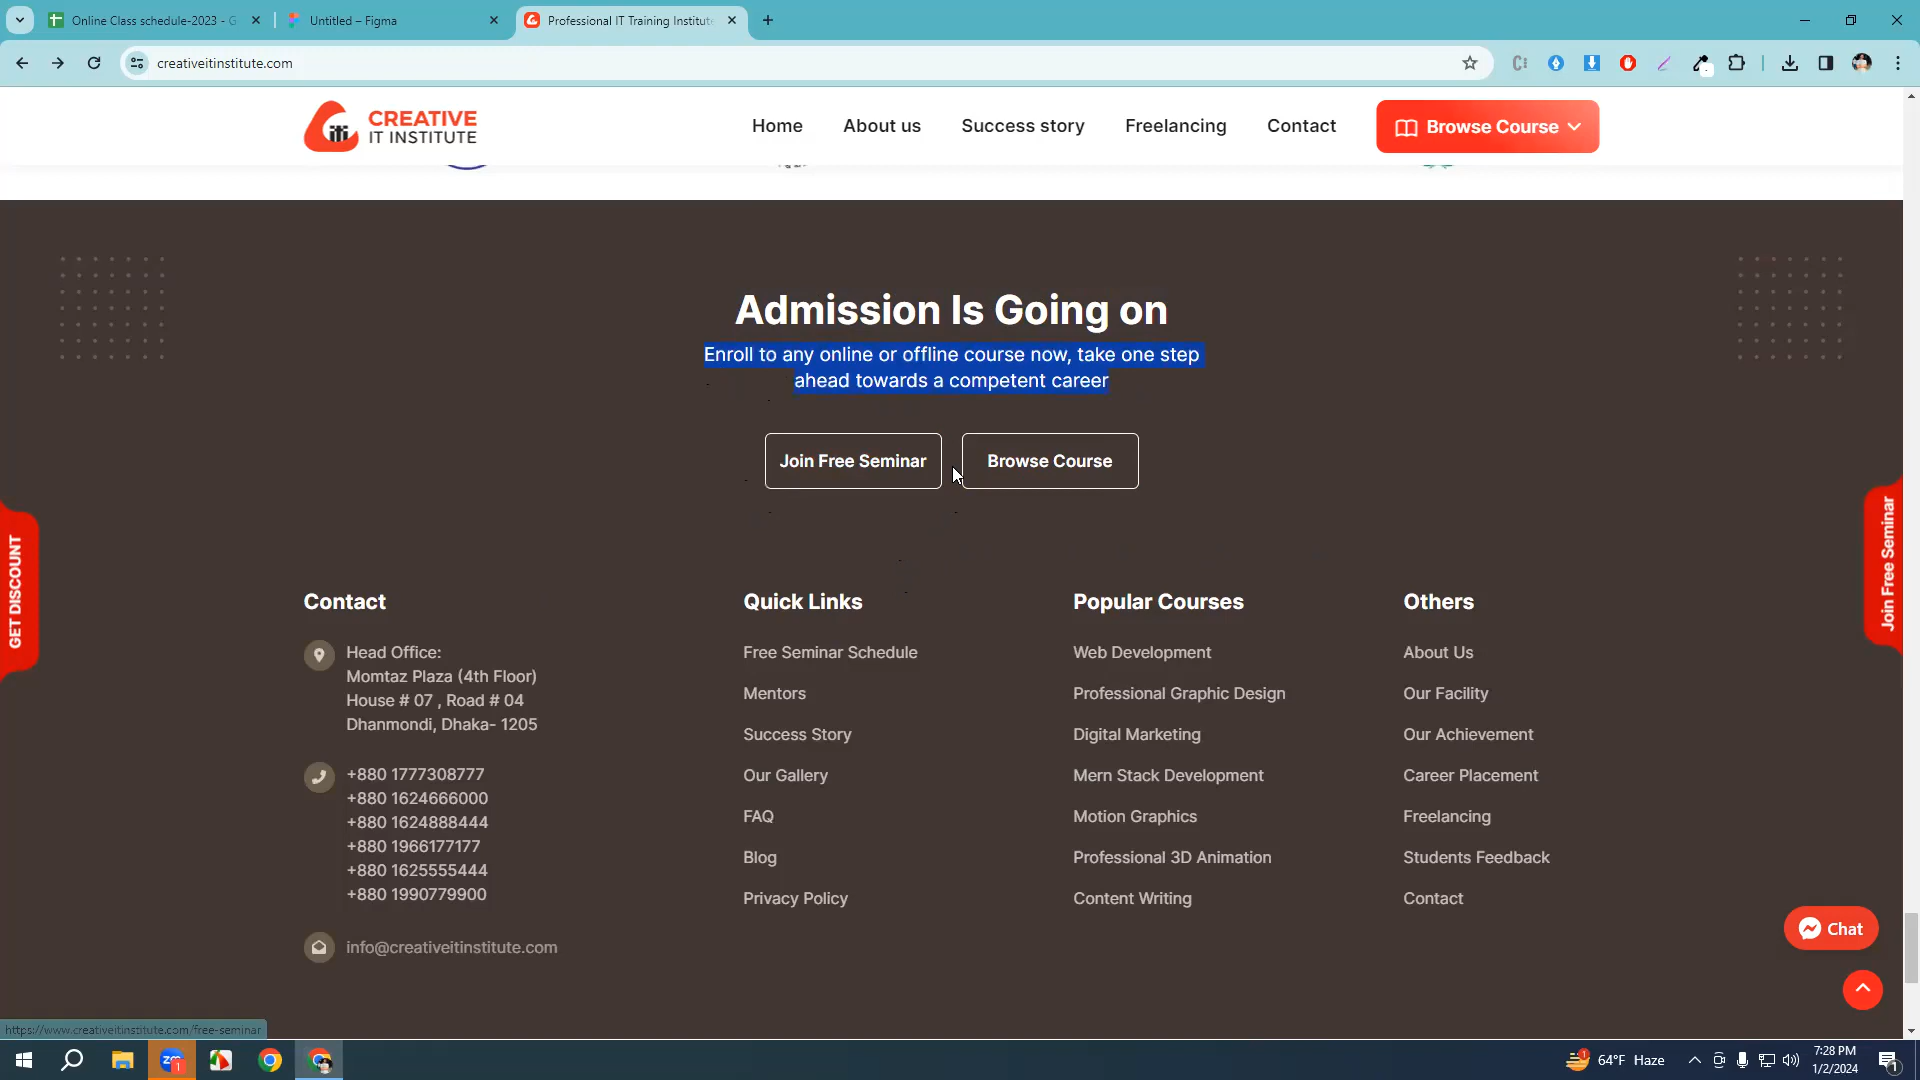 Online Class schedule-2023 - G
Untitled – Figma
Professional IT Training Institute
creativeitinstitute.com
CREATIVE
IT INSTITUTE
Home
About us
Success story
Freelancing
Contact
Browse Course
Admission Is Going on
Enroll to any online or offline course now, take one step
ahead towards a competent career
Join Free Seminar
Browse Course
GET DISCOUNT
Join Free Seminar
Contact
Head Office:
Momtaz Plaza (4th Floor)
House # 07 , Road # 04
Dhanmondi, Dhaka- 1205
+880 1777308777
+880 1624666000
+880 1624888444
+880 1966177177
+880 1625555444
+880 1990779900
info@creativeitinstitute.com
Quick Links
Free Seminar Schedule
Mentors
Success Story
Our Gallery
FAQ
Blog
Privacy Policy
Popular Courses
Web Development
Professional Graphic Design
Digital Marketing
Mern Stack Development
Motion Graphics
Professional 3D Animation
Content Writing
Others
About Us
Our Facility
Our Achievement
Career Placement
Freelancing
Students Feedback
Contact
Chat
https://www.creativeitinstitute.com/free-seminar
64°F Haze
7:28 PM
1/2/2024